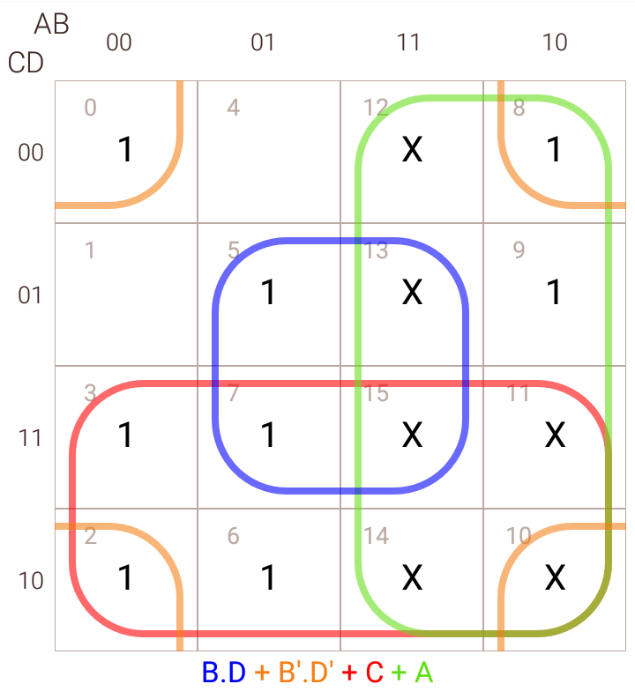 AB
00 01 11 10
CD
0 4 12 8
00 1 X 1
1 5 13 9
01 1 X 1
3 7 15 11
11 1 1 X X
2 6 14 10
10 1 1 X X
B.D + B'.D' + C + A